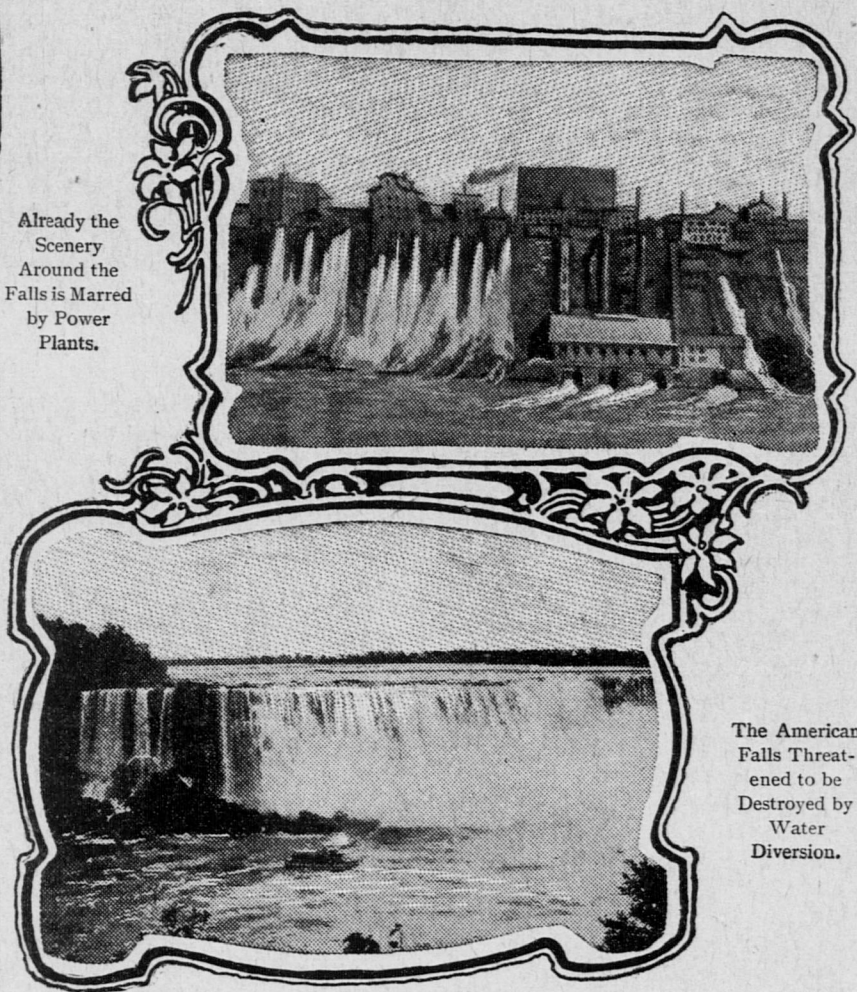 Already the
Scenery
Around the
Falls is Marred
by Power
Plants.
The American
Falls Threat-
ened to be
Destroyed by
Water
Diversion.